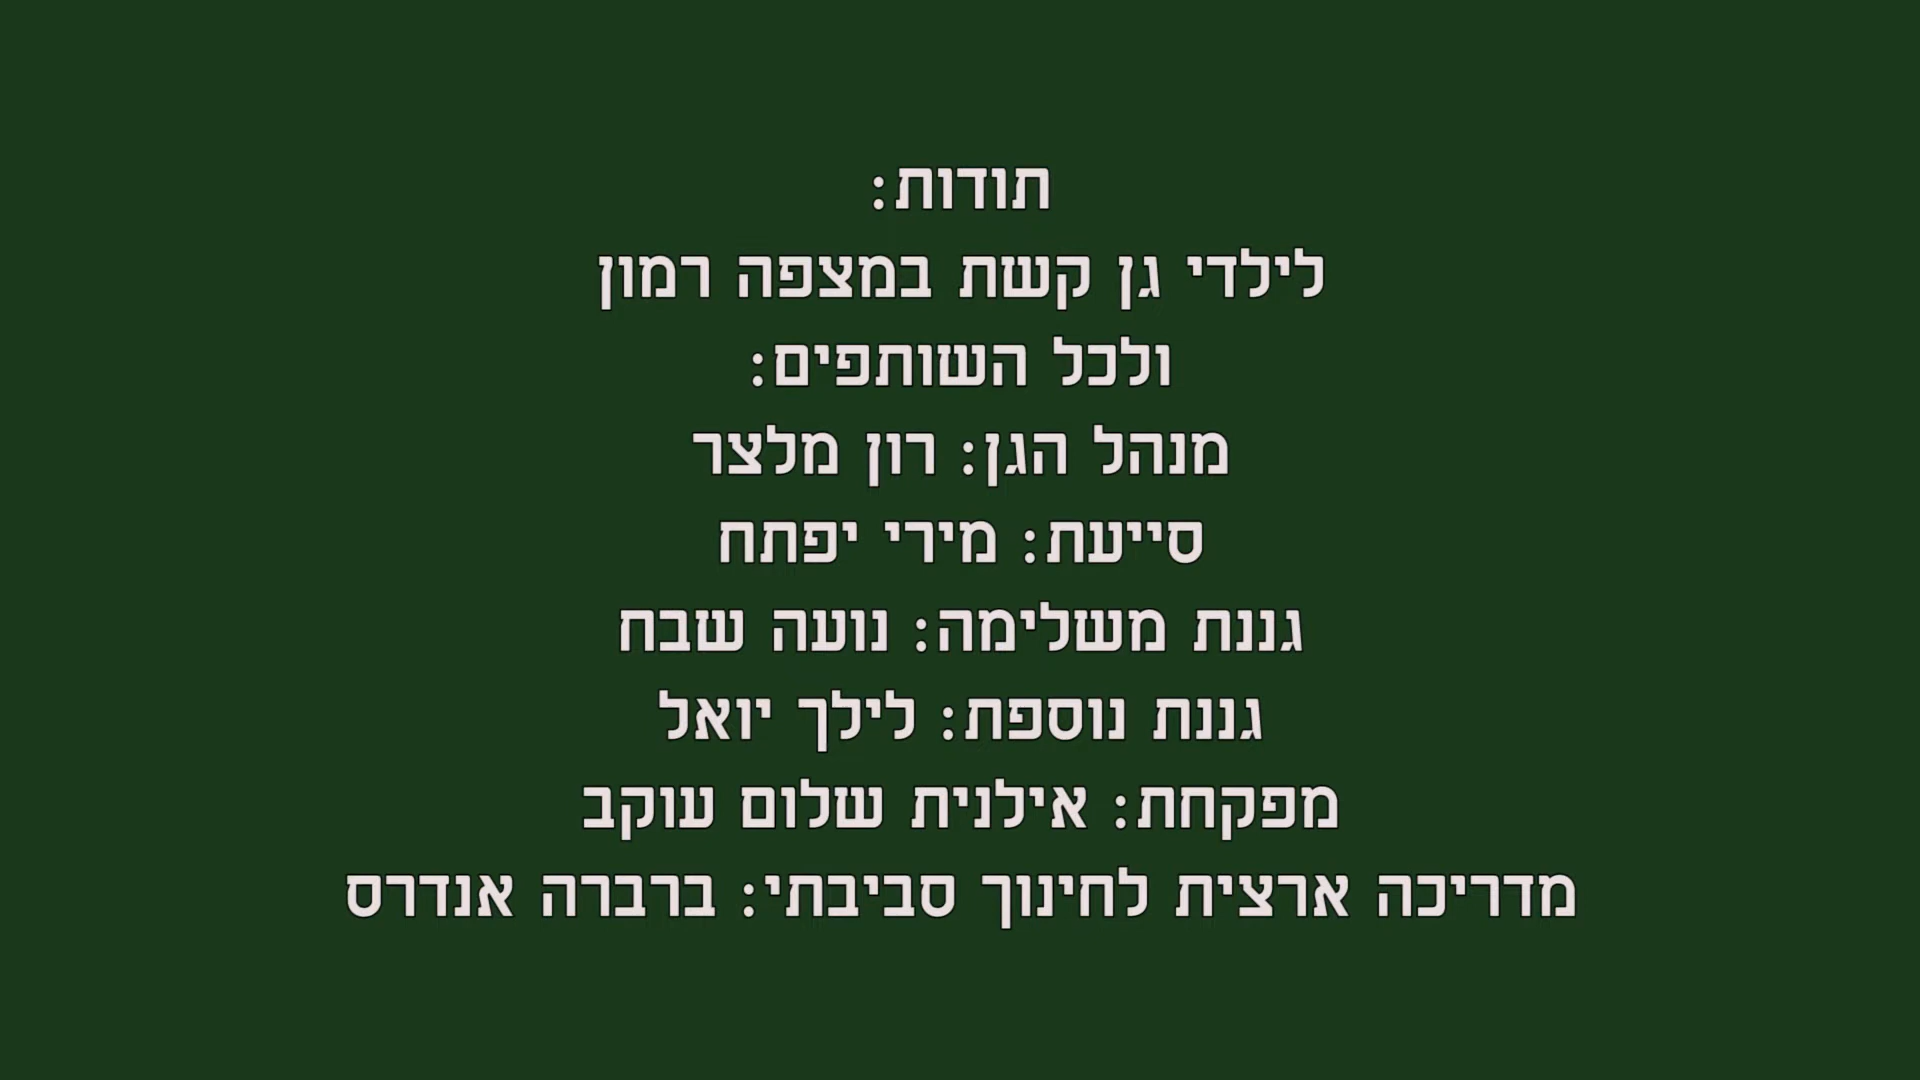 תודות:
לילדי גן קשת במצפה רמון
ולכל השותפים:
מנהל הגן: רון מלצר
סייעת: מירי יפתח
גננת משלימה: נועה שבח
גננת נוספת: לילך יואל
מפקחת: אילנית שלום עוקב
מדריכה ארצית לחינוך סביבתי: ברברה אנדרס